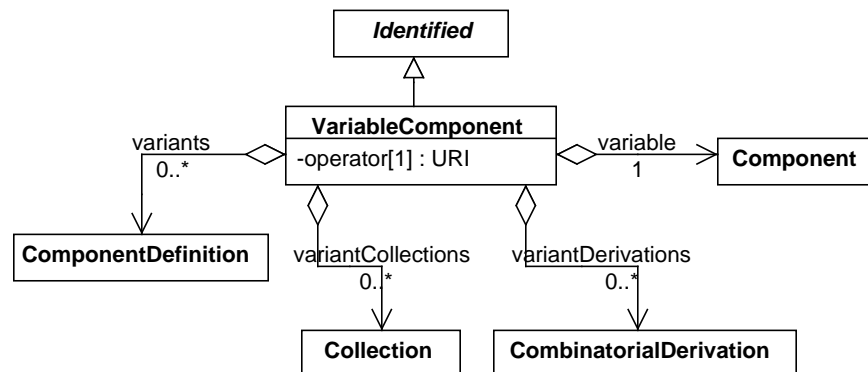 Identified
VariableComponent
-operator[1] : URI
variants
0..*
variable
1
Component
ComponentDefinition
variantCollections
0..*
variantDerivations
0..*
Collection
CombinatorialDerivation